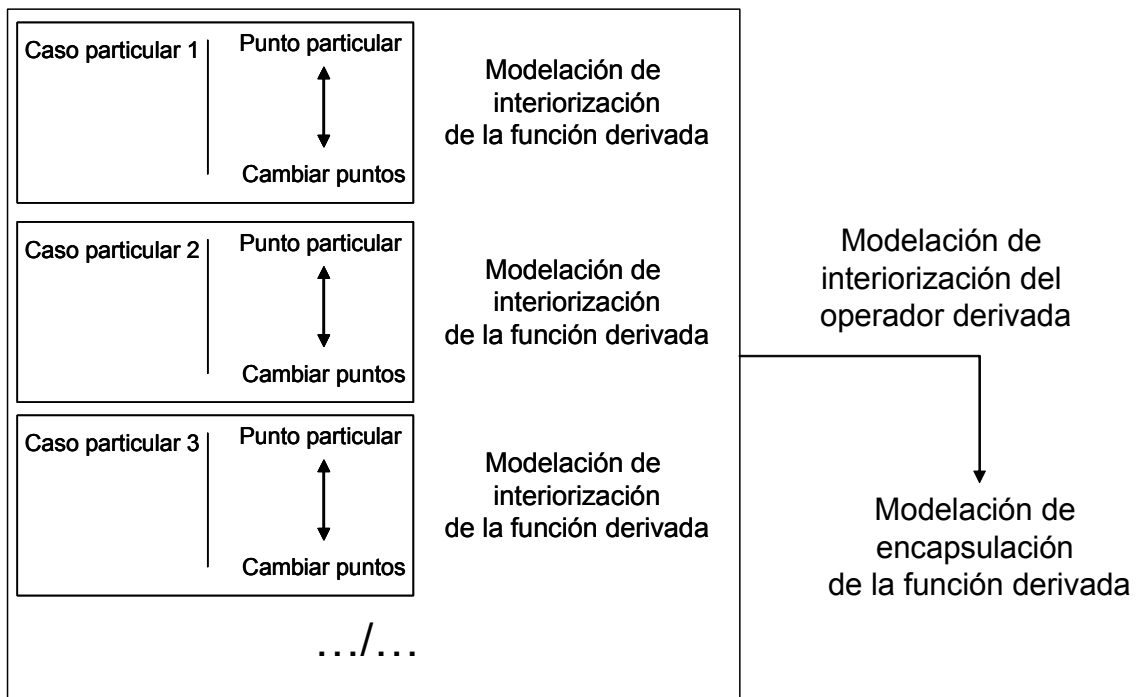 Caso particular 1
Punto particular
Cambiar puntos
Modelación de
interiorización
de la función derivada
Caso particular 2
Punto particular
Cambiar puntos
Modelación de
interiorización
de la función derivada
Caso particular 3
Punto particular
Cambiar puntos
Modelación de
interiorización
de la función derivada
…/…
Modelación de
interiorización del
operador derivada
Modelación de
encapsulación
de la función derivada